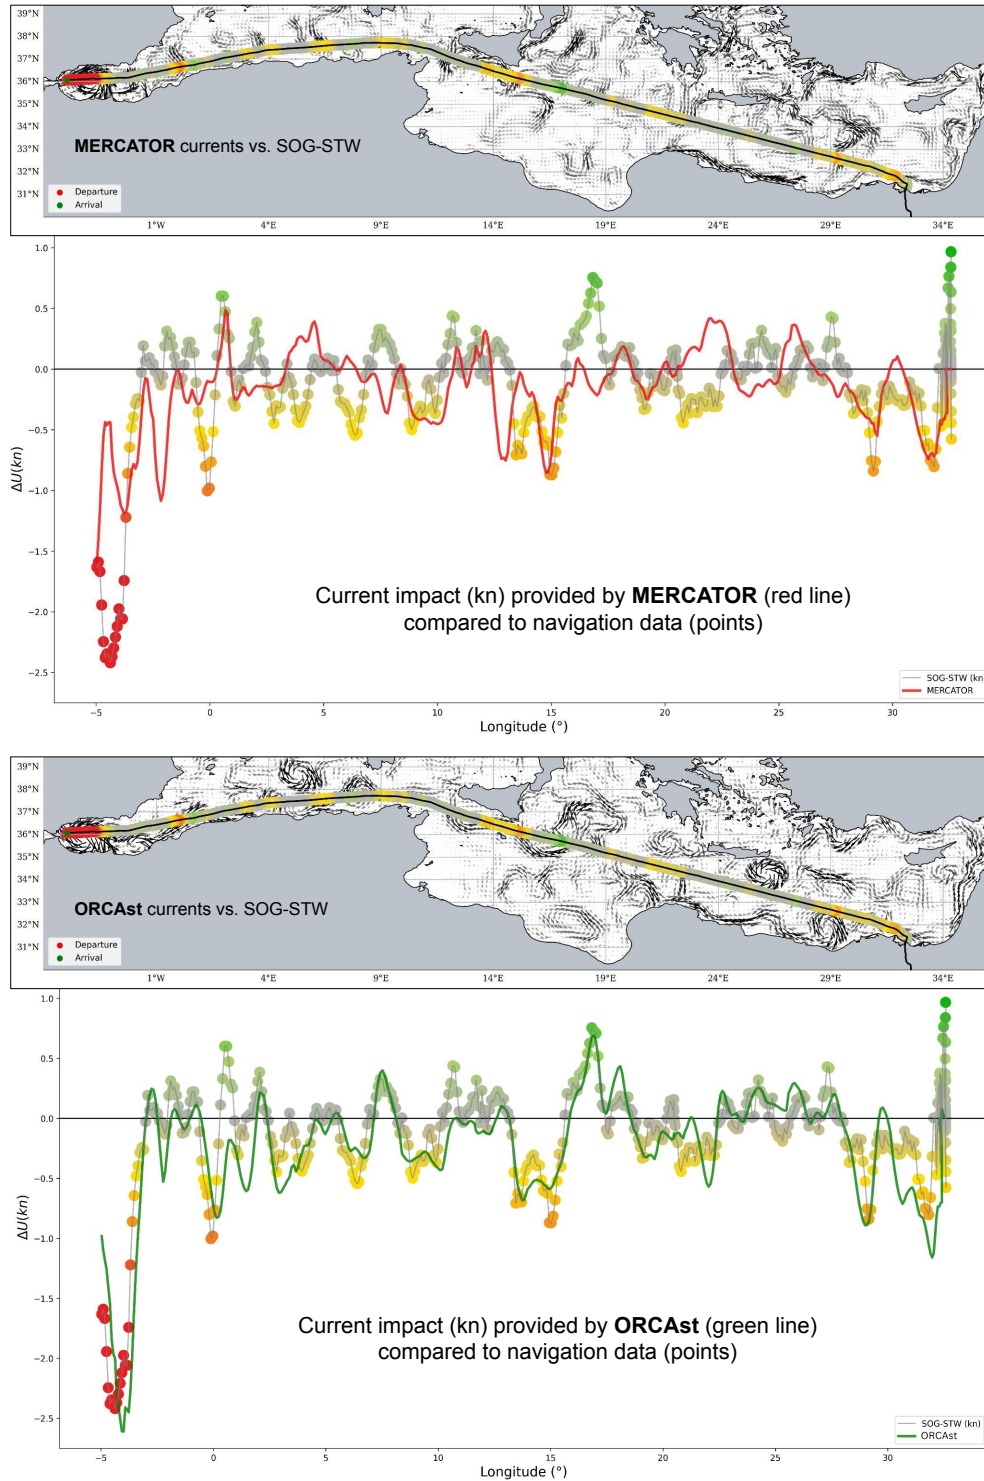 39°N
38°N
37°N
36°N
35°N
34°N
33°N
32°N
31°N
MERCATOR currents vs. SOG-STW
Departure
Arrival
1°W 4°E 9°E 14°E 19°E 24°E 29°E 34°E
1.0
0.5
0.0
−0.5
−1.0
−1.5
−2.0
−2.5
ΔU(kn)
Current impact (kn) provided by MERCATOR (red line)
compared to navigation data (points)
SOG-STW (kn)
MERCATOR
−5 0 5 10 15 20 25 30
Longitude (°)
39°N
38°N
37°N
36°N
35°N
34°N
33°N
32°N
31°N
ORCAst currents vs. SOG-STW
Departure
Arrival
1°W 4°E 9°E 14°E 19°E 24°E 29°E 34°E
1.0
0.5
0.0
−0.5
−1.0
−1.5
−2.0
−2.5
ΔU(kn)
Current impact (kn) provided by ORCAst (green line)
compared to navigation data (points)
SOG-STW (kn)
ORCAst
−5 0 5 10 15 20 25 30
Longitude (°)